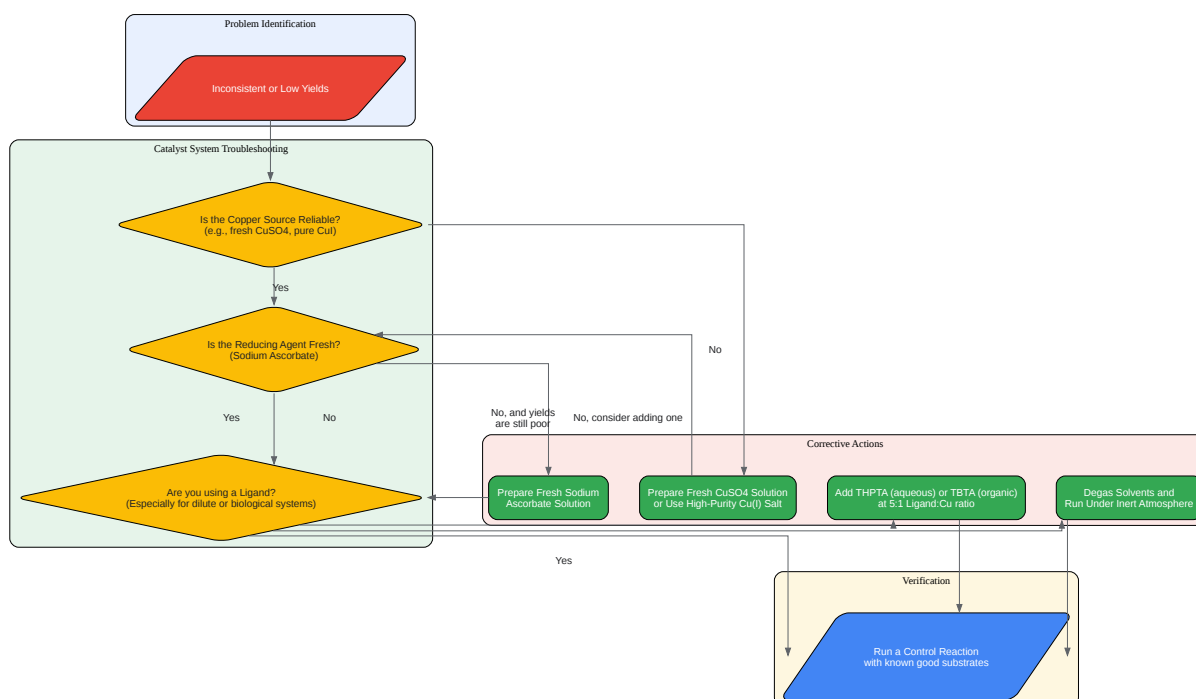 Problem Identification
Inconsistent or Low Yields
Catalyst System Troubleshooting
Is the Copper Source Reliable?
(e.g., fresh CuSO4, pure CuI)
Yes
Is the Reducing Agent Fresh?
(Sodium Ascorbate)
No
Yes
No
No, and yields
are still poor
No, consider adding one
Corrective Actions
Are you using a Ligand?
(Especially for dilute or biological systems)
Prepare Fresh Sodium
Ascorbate Solution
Prepare Fresh CuSO4 Solution
or Use High-Purity Cu(I) Salt
Add THPTA (aqueous) or TBTA (organic)
at 5:1 Ligand:Cu ratio
Degas Solvents and
Run Under Inert Atmosphere
Yes
Verification
Run a Control Reaction
with known good substrates